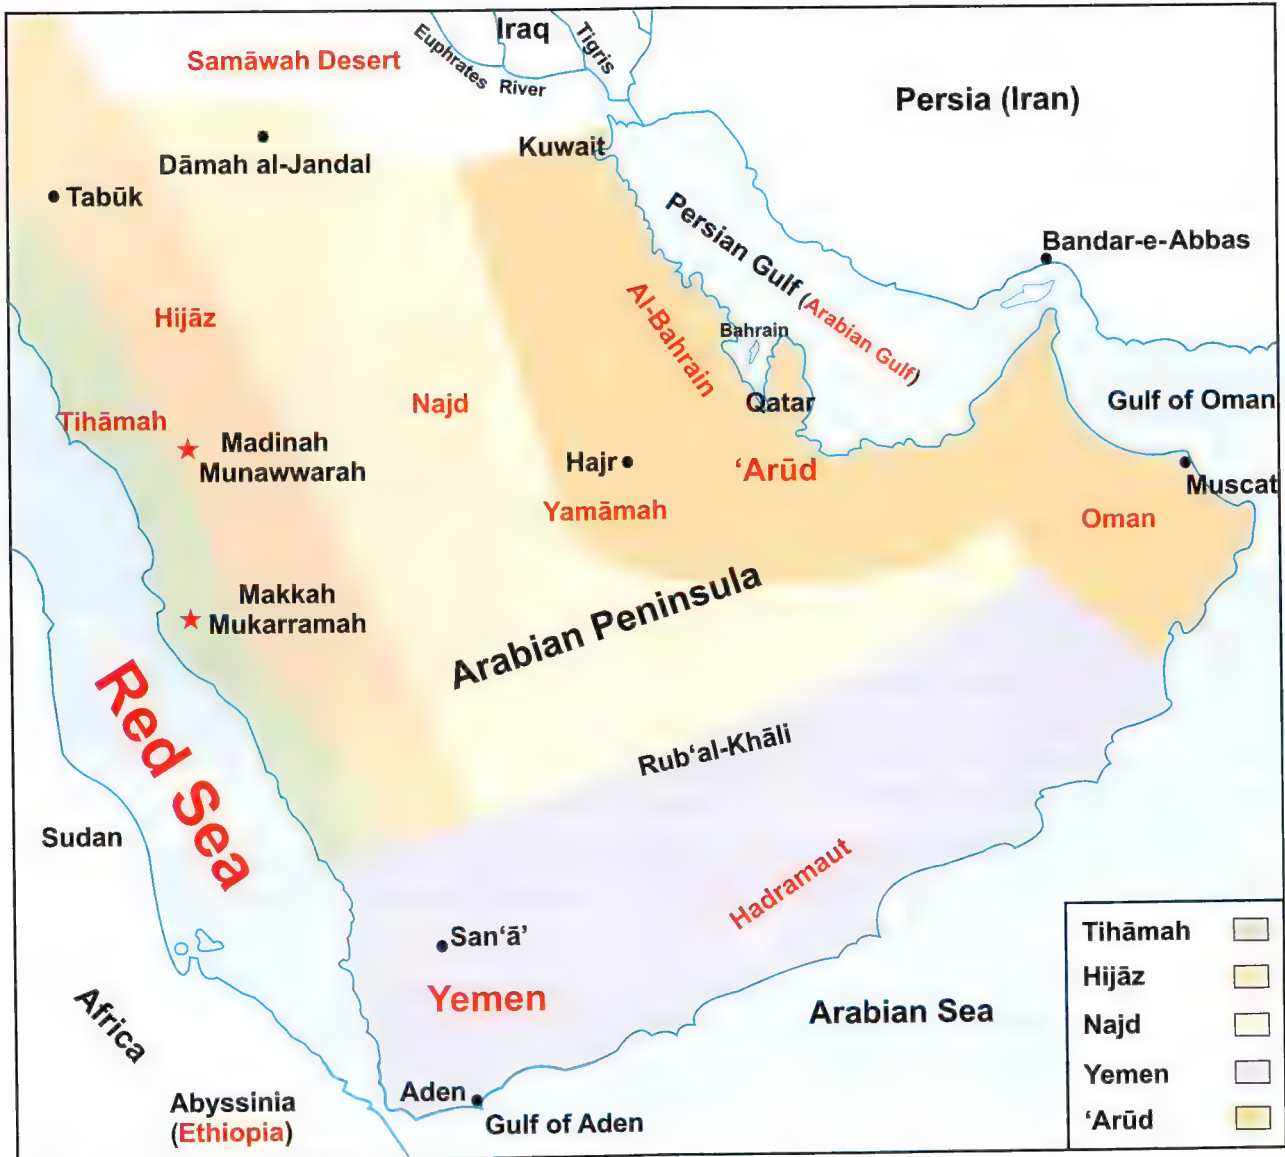 Iraq
Tigris
Euphrates River
Samāwah Desert
Persia (Iran)
Kuwait
Dāmah al-Jandal
Tabūk
Persian Gulf (Arabian Gulf)
Bandar-e-Abbas
Hijāz
Al-Bahrain
Bahrain
Najd
Qatar
Gulf of Oman
Tihāmah
Madinah
Munawwarah
Hajr
‘Arūd
Muscat
Yamāmah
Oman
Makkah
Mukarramah
Arabian Peninsula
Red Sea
Rub‘al-Khāli
Sudan
Hadramaut
San‘ā’
Yemen
Arabian Sea
Africa
Aden
Gulf of Aden
Abyssinia
(Ethiopia)
Tihāmah
Hijāz
Najd
Yemen
‘Arūd